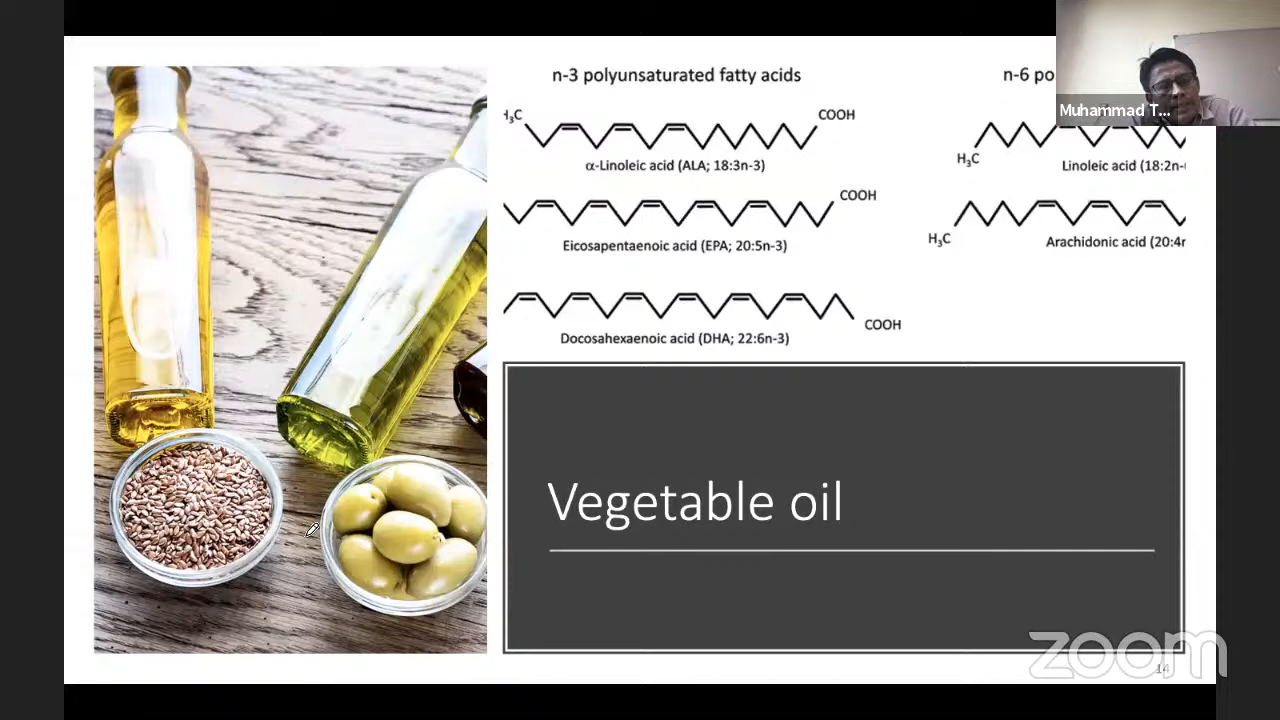 n-3 polyunsaturated fatty acids
H₃C
COOH
α-Linoleic acid (ALA; 18:3n-3)
COOH
Eicosapentaenoic acid (EPA; 20:5n-3)
COOH
Docosahexaenoic acid (DHA; 22:6n-3)
n-6 po
H₃C
Linoleic acid (18:2n-
H₃C
Arachidonic acid (20:4n
Muhammad T...
Vegetable oil
zoom
14